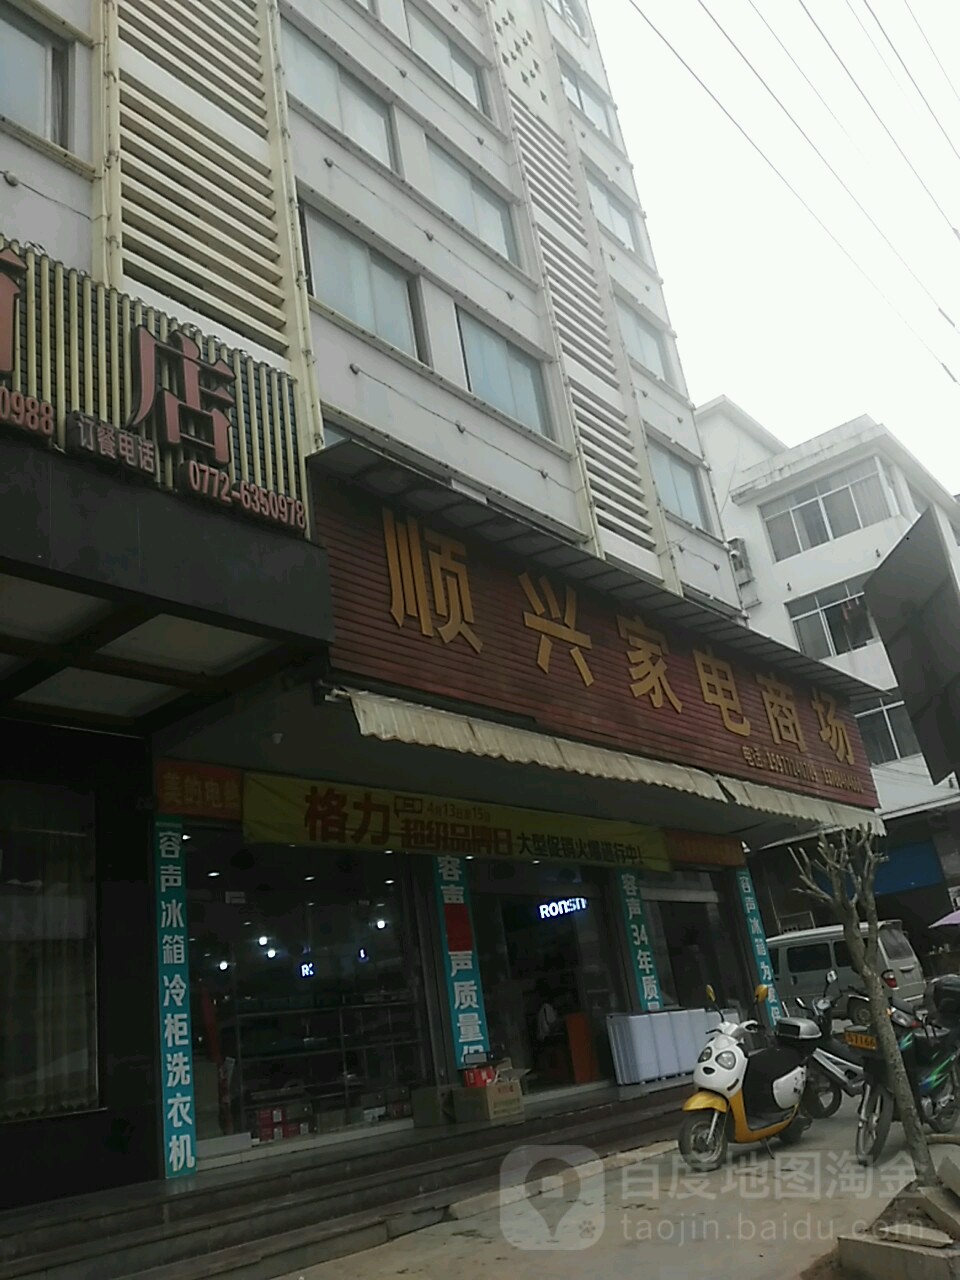 店
0988
订餐电话
0772-6350978
顺兴家电商场
电话
美的电器
格力
4月13日至15日
超级品牌日
大型促销火爆进行中!
容声冰箱冷柜洗衣机
容声
声质量保
容声34年质量
容声冰箱为
RONSN
百度地图淘金
taojin.baidu.com